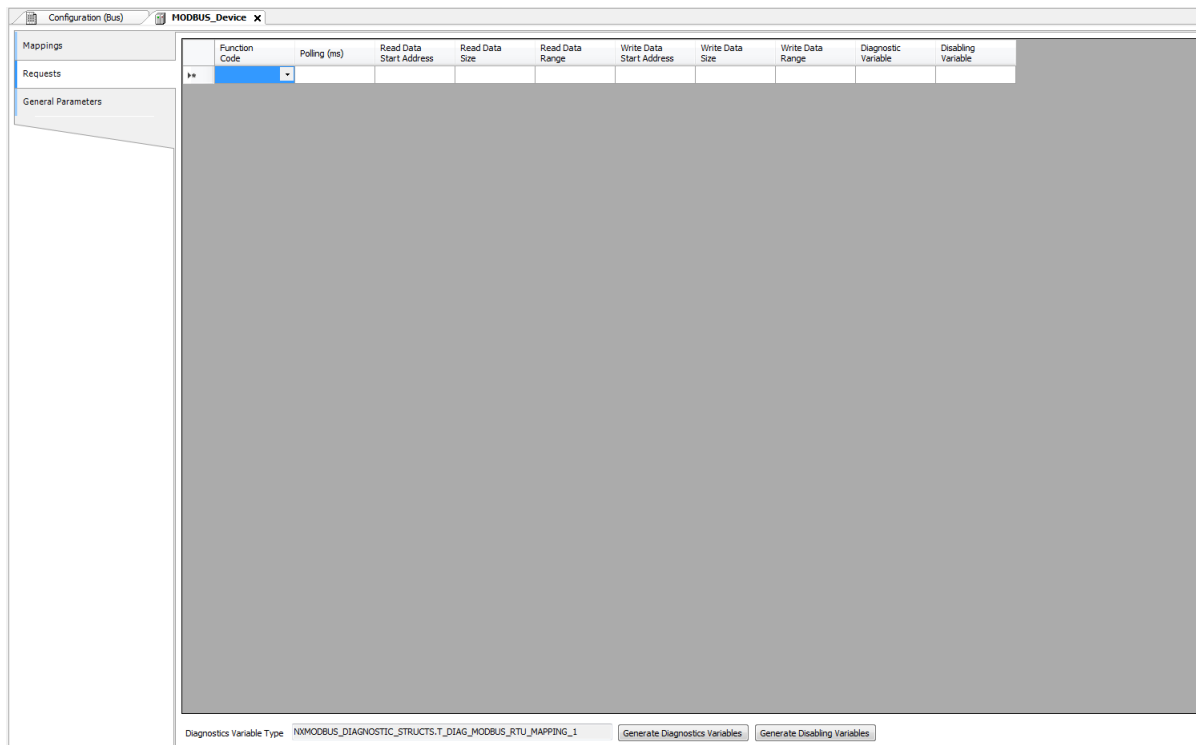 Configuration (Bus) MODBUS_Device x
Mappings
Requests
General Parameters
Function Code Polling (ms) Read Data Start Address Read Data Size Read Data Range Write Data Start Address Write Data Size Write Data Range Diagnostic Variable Disabling Variable
Diagnostics Variable Type NXMODBUS_DIAGNOSTIC_STRUCTS.T_DIAG_MODBUS_RTU_MAPPING_1 Generate Diagnostics Variables Generate Disabling Variables